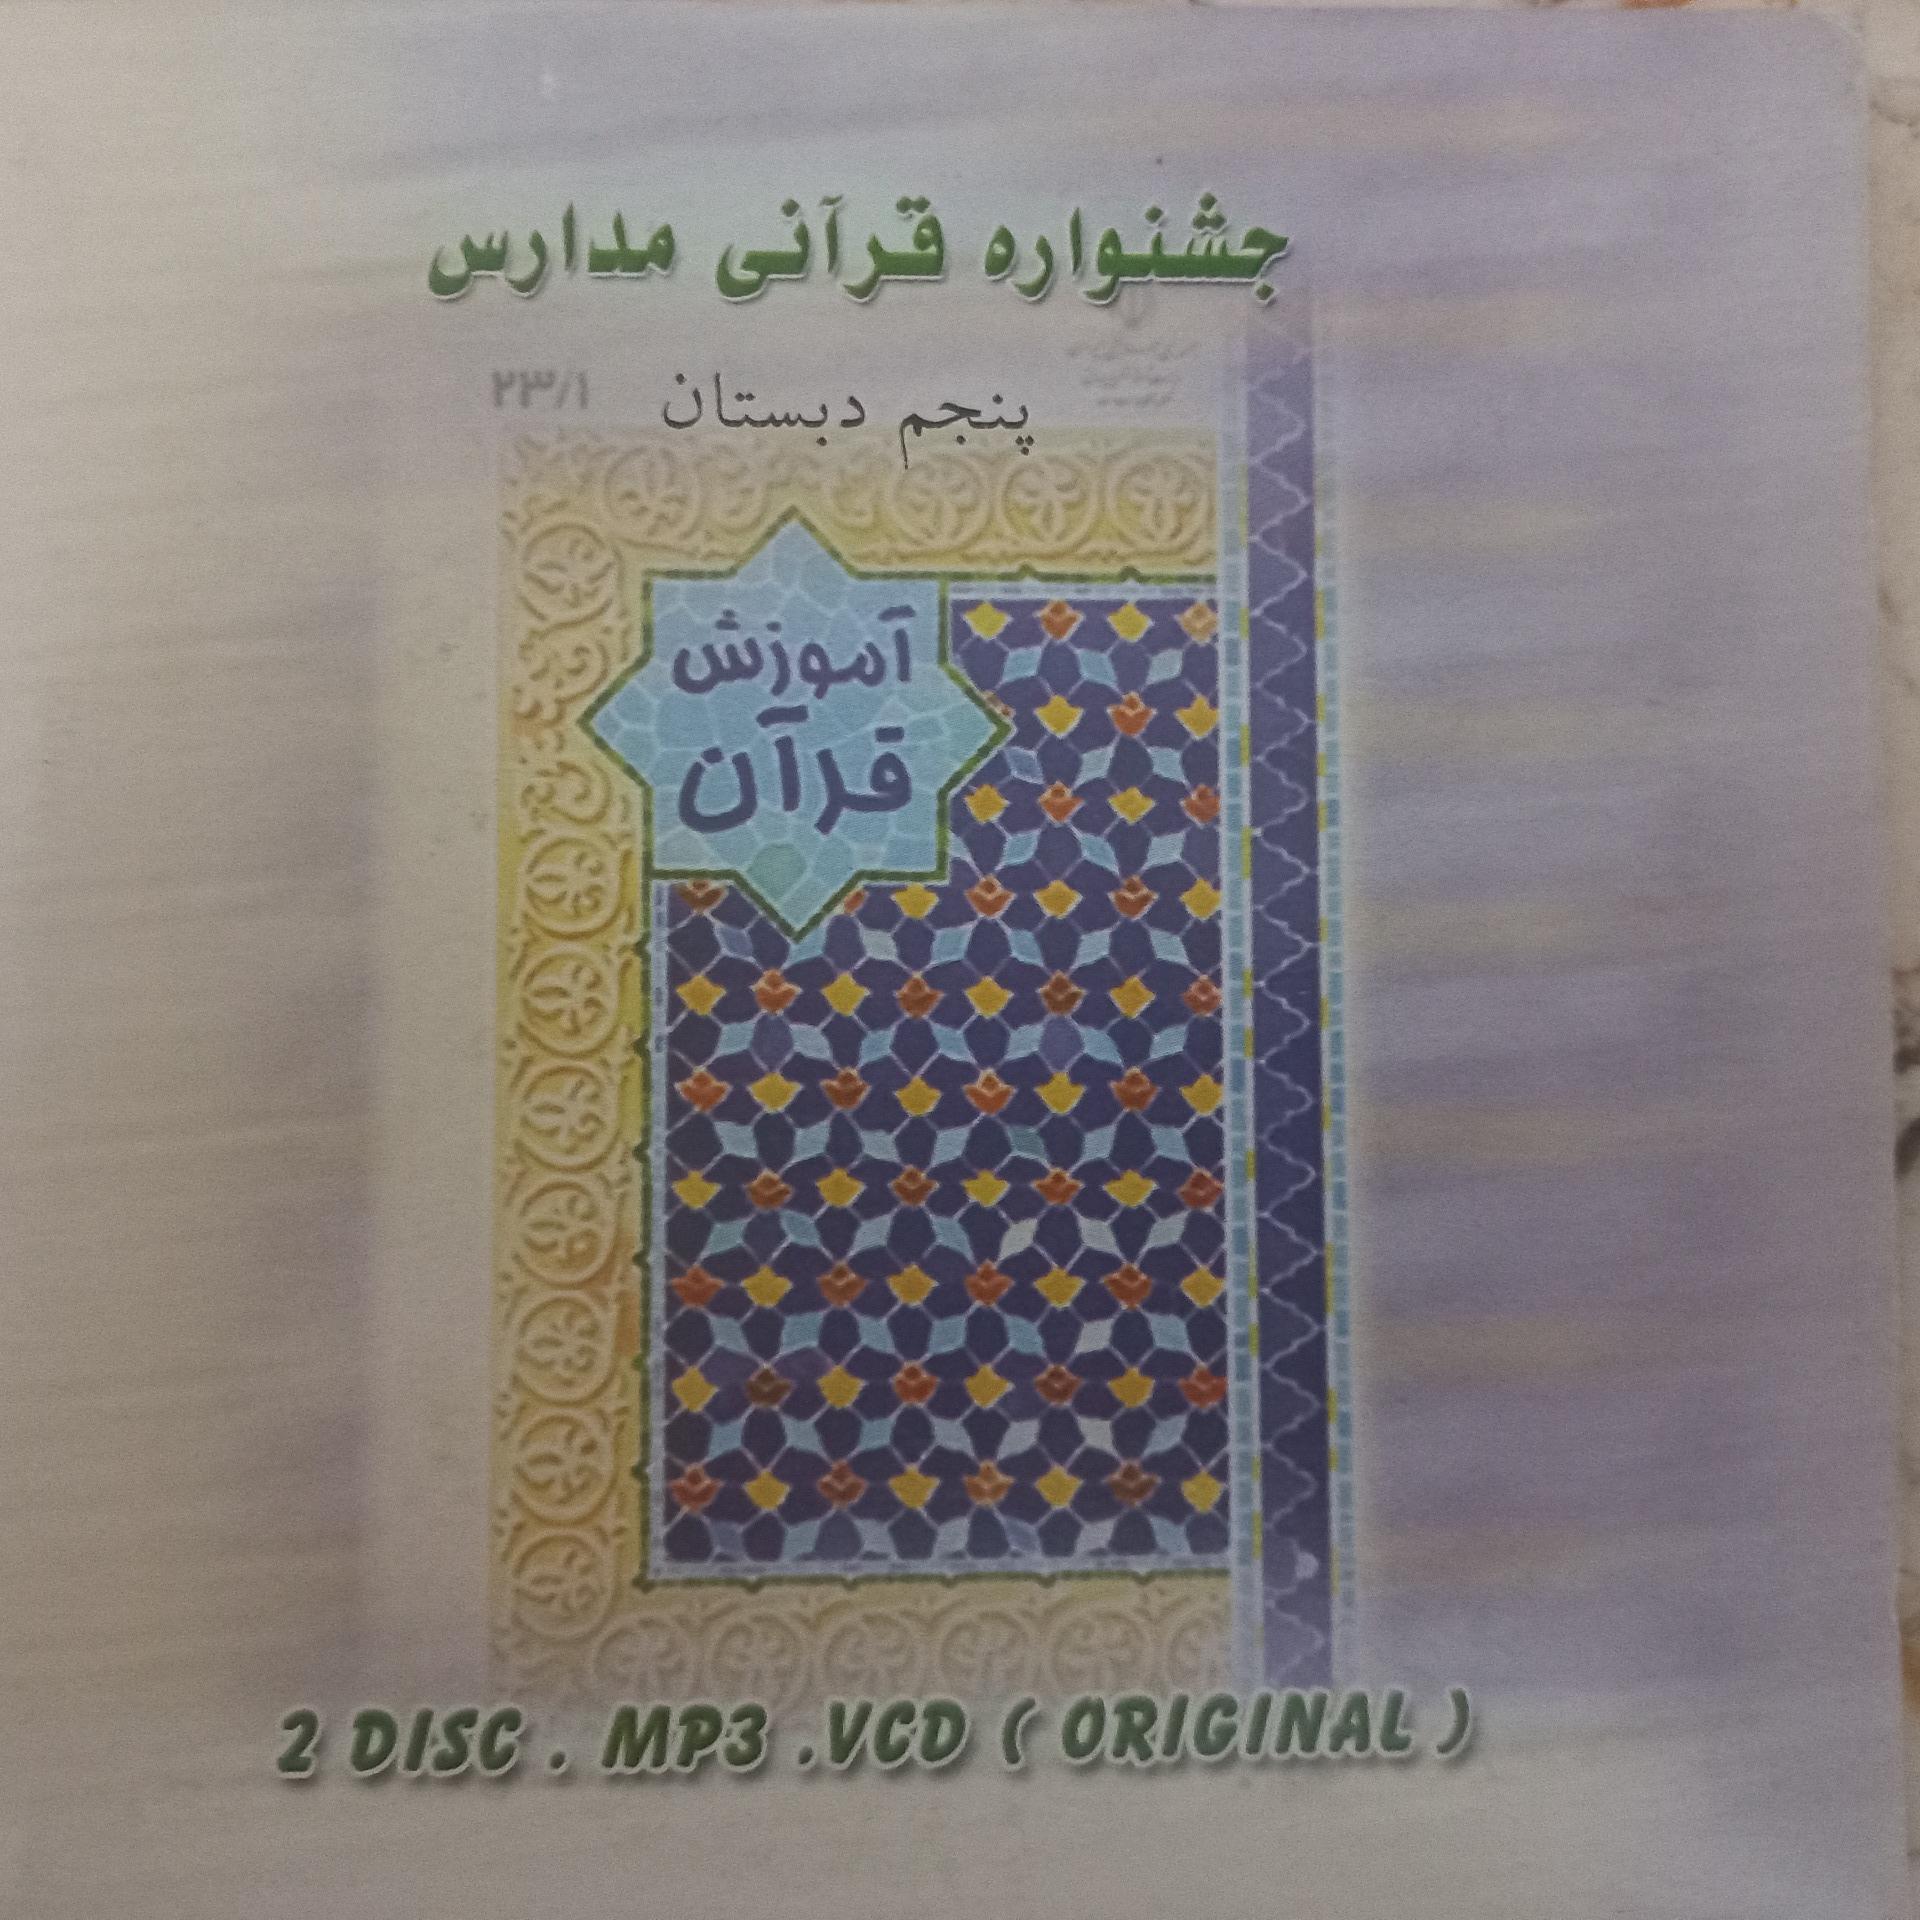 جشنواره قرآنی مدارس
۲۳/۱
پنجم دبستان
آموزش
قرآن
2 DISC . MP3 .VCD ( ORIGINAL )